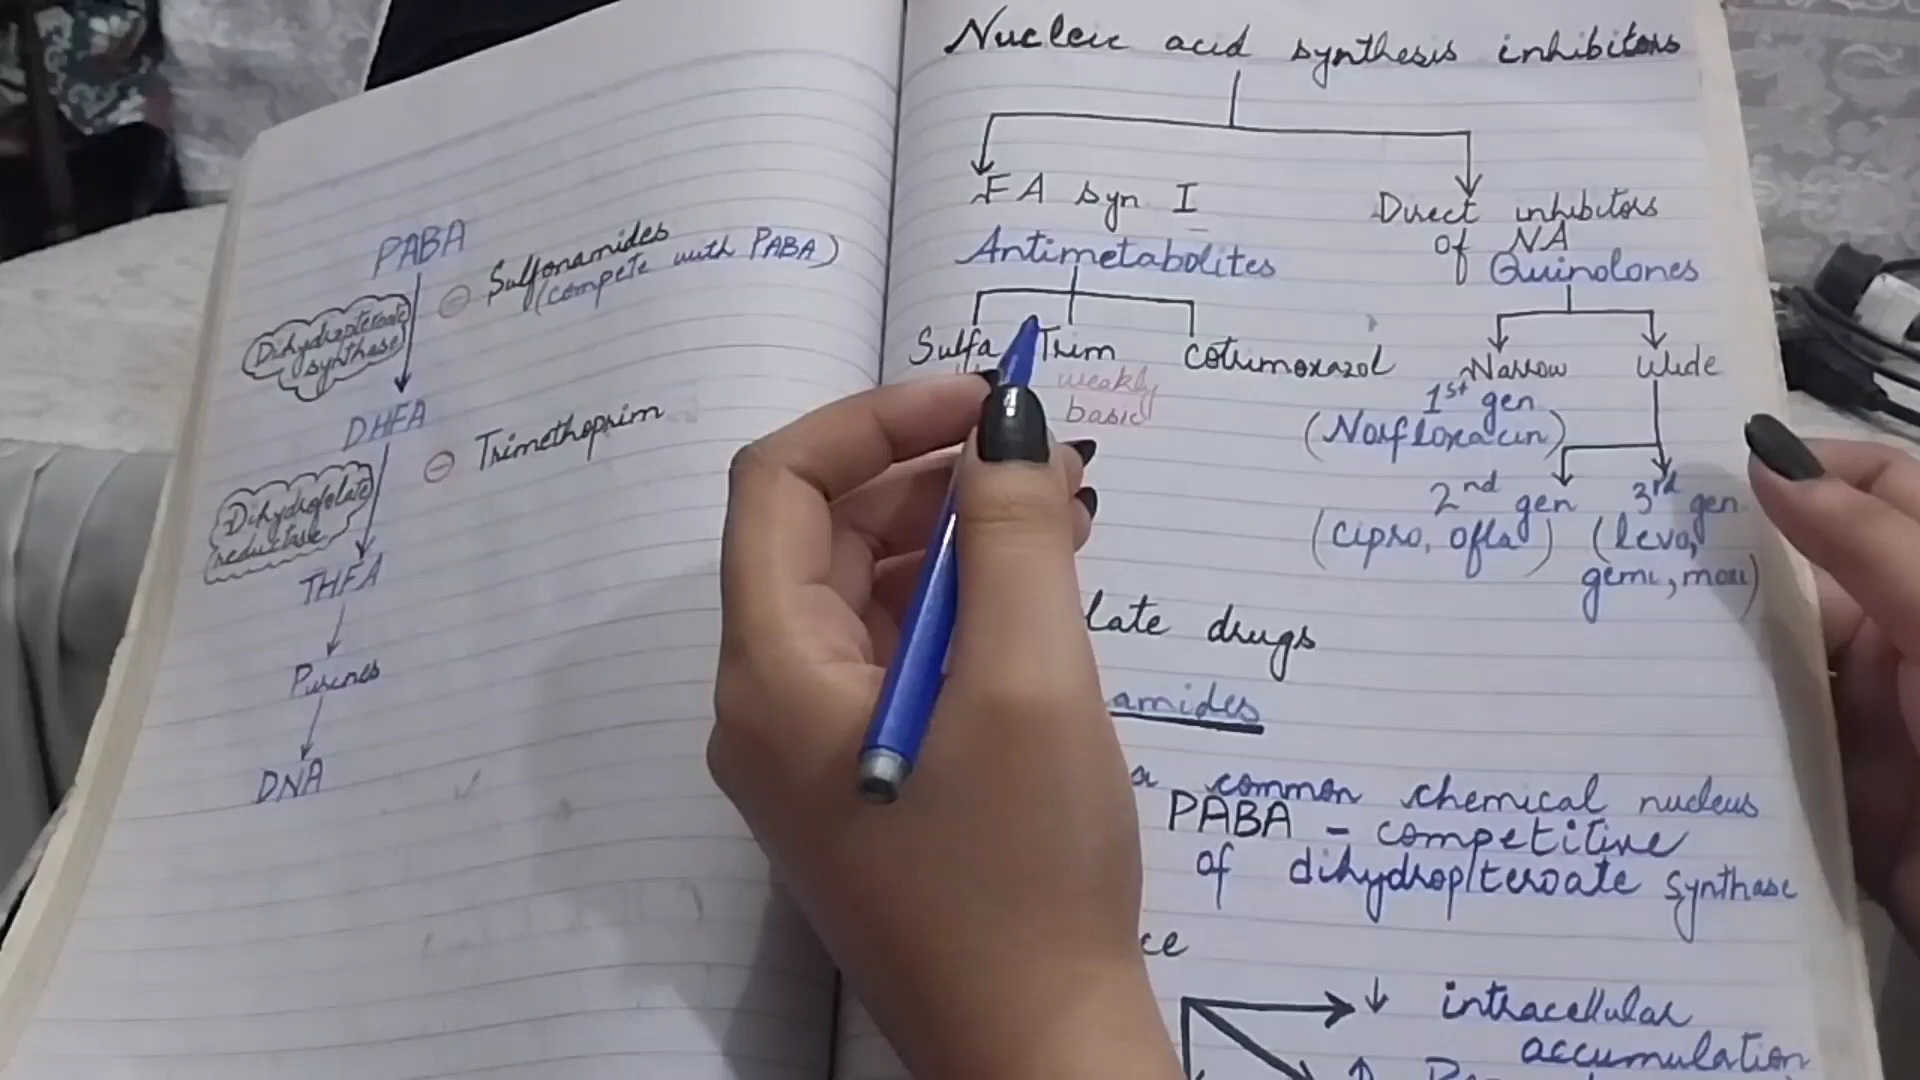 PABA
Sulfonamides
(compete with PABA)
Dihydropteroate
synthase
DHFA
Trimethoprim
Dihydrofolate
reductase
THFA
Purines
DNA
Nucleic acid synthesis inhibitors
FA syn I
Antimetabolites
Sulfa Trim cotrimoxazol
weakly
basic
Direct inhibitors
of NA
Quinolones
Narrow Wide
1st gen
(Norfloxacin)
2nd gen
(cipro, ofla)
3rd gen
(levo,
gemi, moxi)
late drugs
amides
a common chemical nucleus
PABA - competitive
of dihydropteroate synthase
ce
↓ intracellular
accumulation